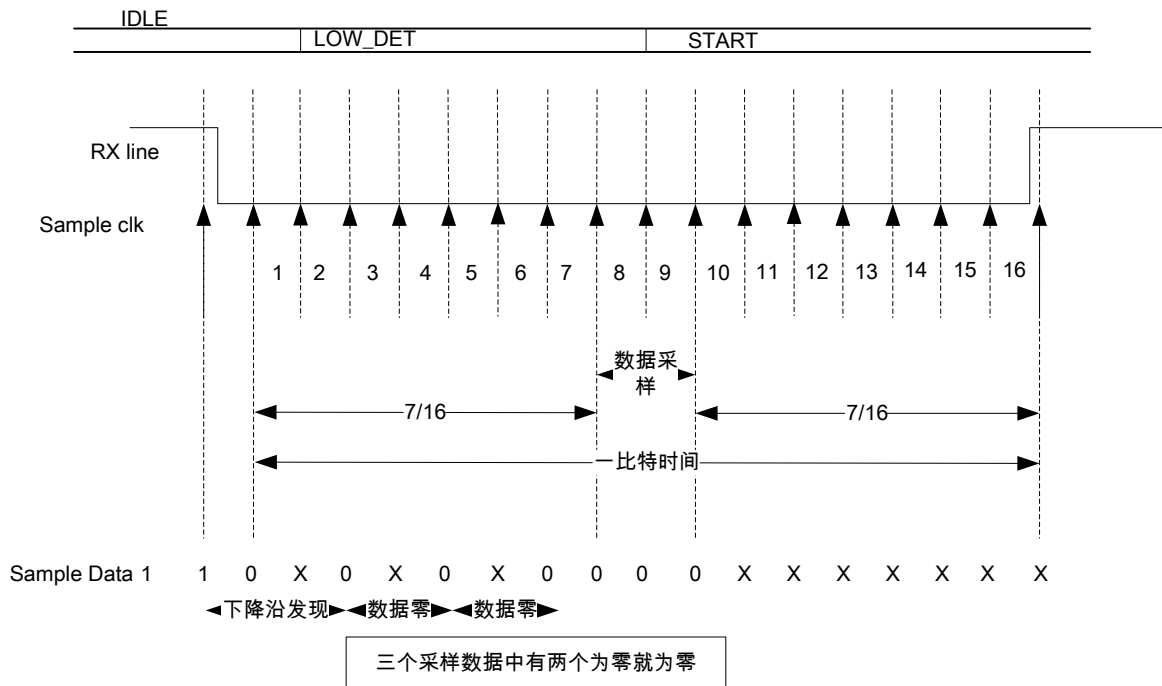 IDLE
LOW_DET START
RX line
Sample clk
1 2 3 4 5 6 7 8 9 10 11 12 13 14 15 16
数据采
样
7/16 7/16
一比特时间
Sample Data 1 1 0 X 0 X 0 X 0 0 0 0 X X X X X X X
下降沿发现 数据零 数据零
三个采样数据中有两个为零就为零